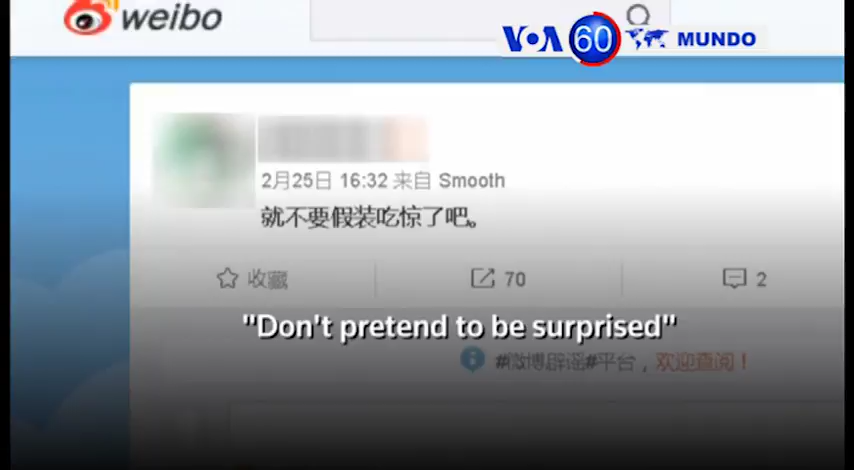 weibo
VOA 60 MUNDO
2月25日 16:32 来自 Smooth
就不要假装吃惊了吧。
收藏
70
2
"Don't pretend to be surprised"
#微博辟谣#平台，欢迎查阅！